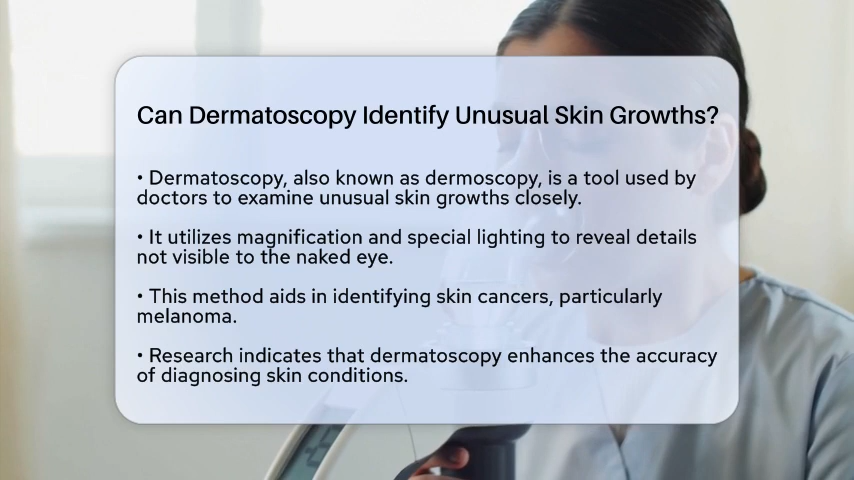 Can Dermatoscopy Identify Unusual Skin Growths?
• Dermatoscopy, also known as dermoscopy, is a tool used by
doctors to examine unusual skin growths closely.
• It utilizes magnification and special lighting to reveal details
not visible to the naked eye.
• This method aids in identifying skin cancers, particularly
melanoma.
• Research indicates that dermatoscopy enhances the accuracy
of diagnosing skin conditions.